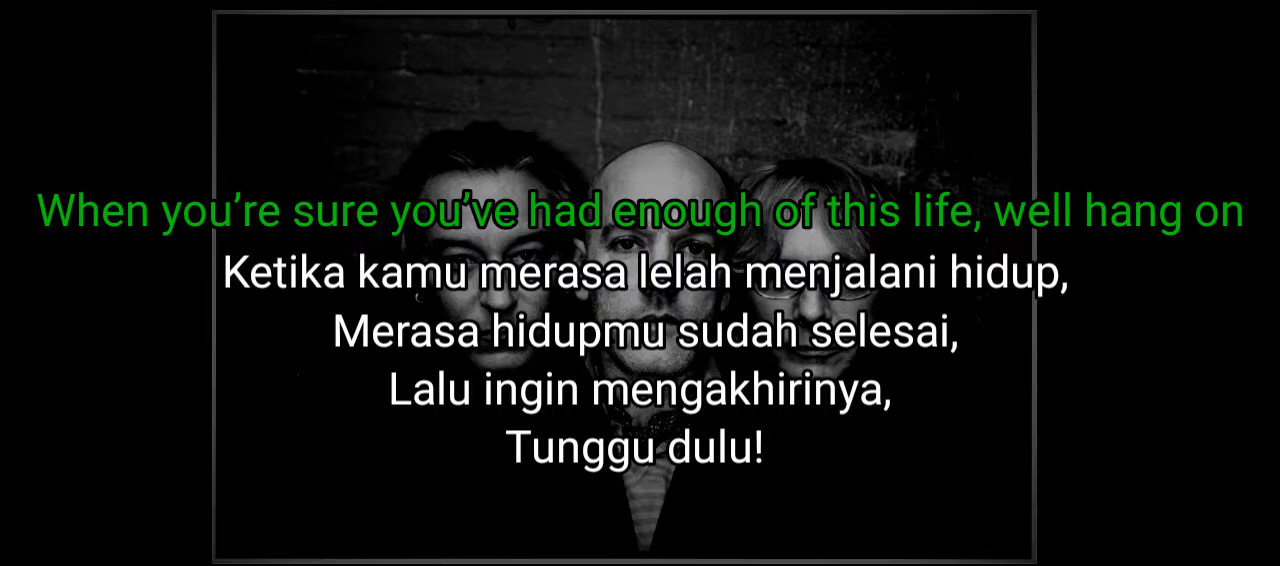 When you’re sure you’ve had enough of this life, well hang on
Ketika kamu merasa lelah menjalani hidup,
Merasa hidupmu sudah selesai,
Lalu ingin mengakhirinya,
Tunggu dulu!